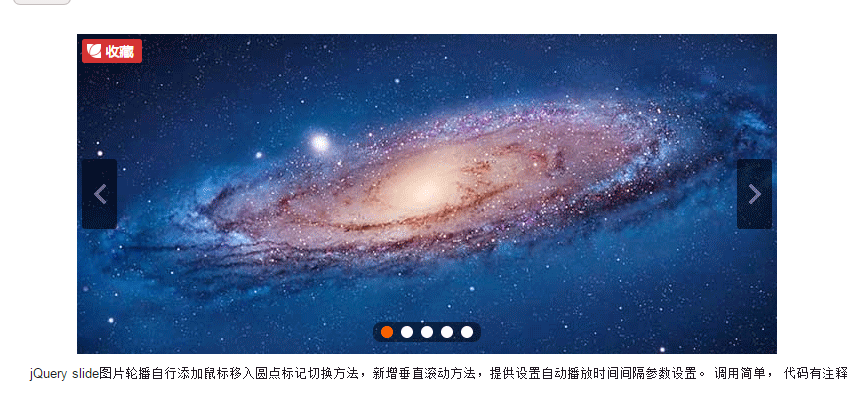 收藏
jQuery slide图片轮播自行添加鼠标移入圆点标记切换方法，新增垂直滚动方法，提供设置自动播放时间间隔参数设置。 调用简单， 代码有注释